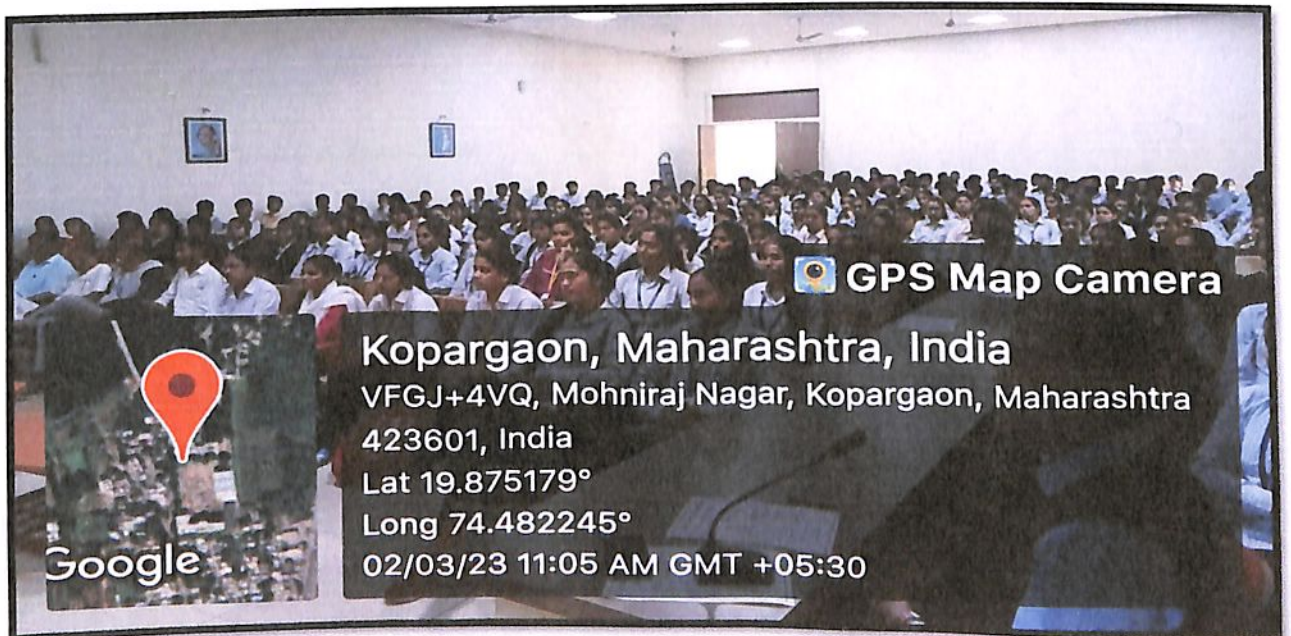 GPS Map Camera
Kopargaon, Maharashtra, India
VFGJ+4VQ, Mohniraj Nagar, Kopargaon, Maharashtra
423601, India
Lat 19.875179°
Long 74.482245°
02/03/23 11:05 AM GMT +05:30
Google